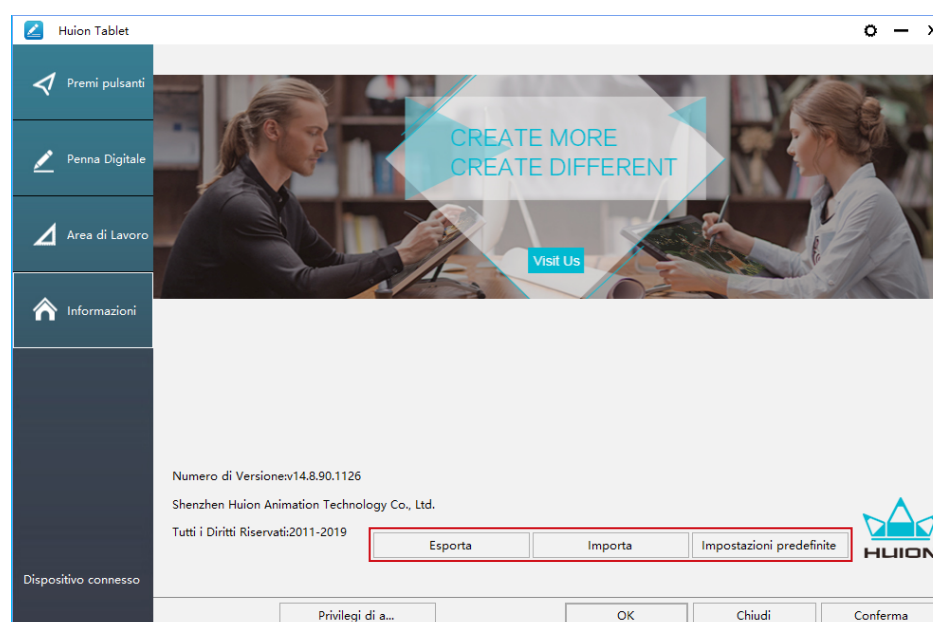 Huion Tablet
Premi pulsanti
Penna Digitale
Area di Lavoro
Informazioni
CREATE MORE
CREATE DIFFERENT
Visit Us
Numero di Versione:v14.8.90.1126
Shenzhen Huion Animation Technology Co., Ltd.
Tutti i Diritti Riservati:2011-2019
Esporta Importa Impostazioni predefinite
HUION
Dispositivo connesso
Privilegi di a... OK Chiudi Conferma